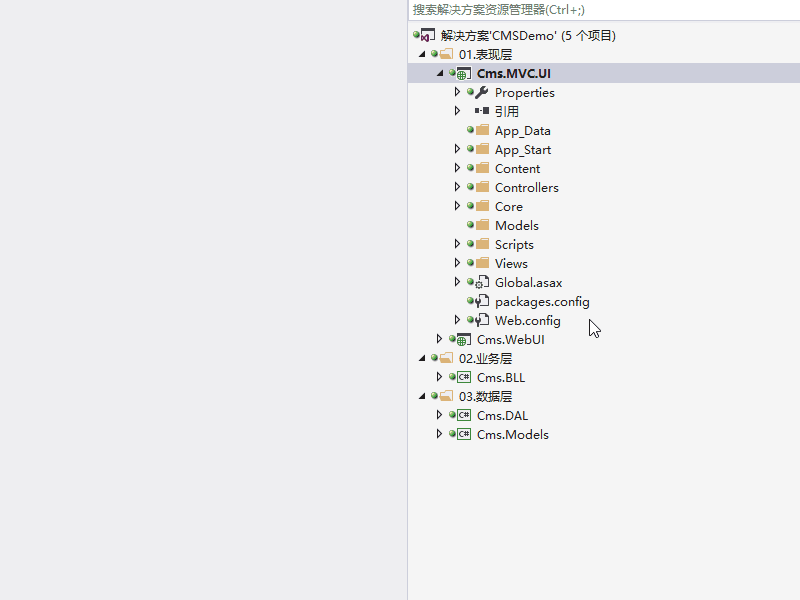 搜索解决方案资源管理器(Ctrl+;)
解决方案'CMSDemo' (5 个项目)
01.表现层
Cms.MVC.UI
Properties
引用
App_Data
App_Start
Content
Controllers
Core
Models
Scripts
Views
Global.asax
packages.config
Web.config
Cms.WebUI
02.业务层
C# Cms.BLL
03.数据层
C# Cms.DAL
C# Cms.Models